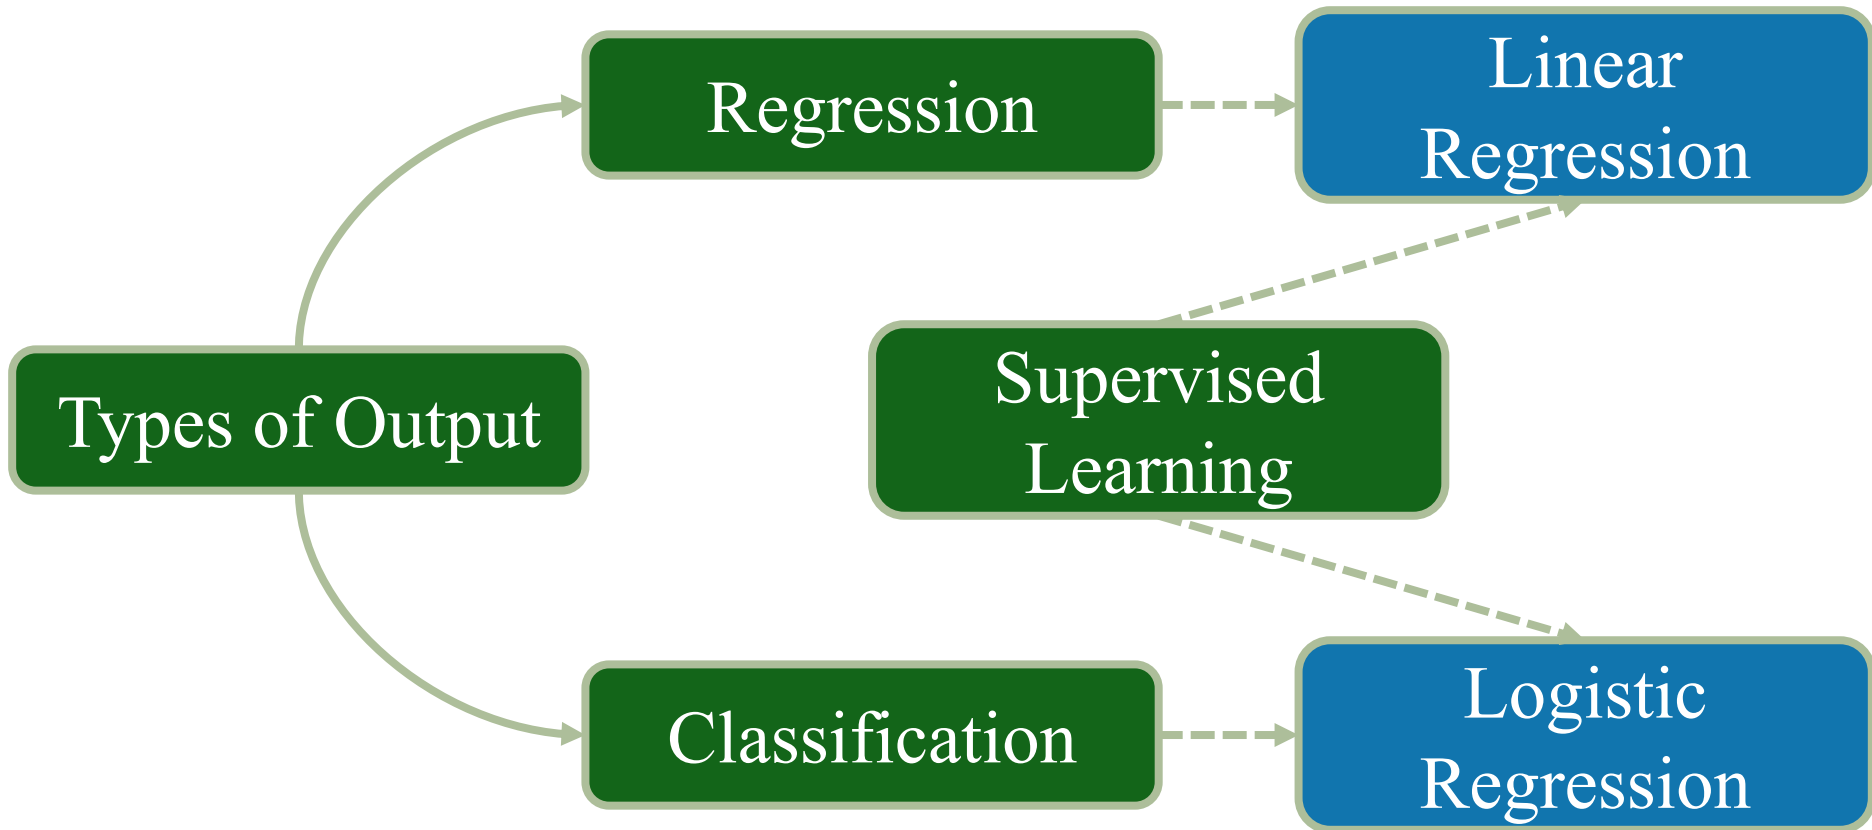 Regression
Linear
Regression
Types of Output
Supervised
Learning
Classification
Logistic
Regression